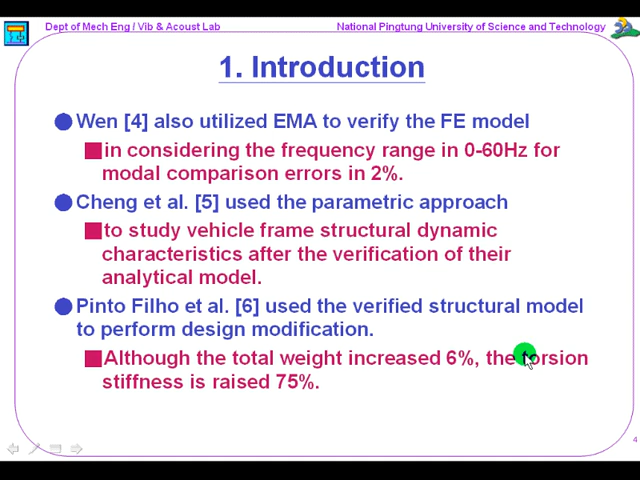 Dept of Mech Eng / Vib & Acoust Lab National Pingtung University of Science and Technology
1. Introduction
Wen [4] also utilized EMA to verify the FE model
in considering the frequency range in 0-60Hz for
modal comparison errors in 2%.
Cheng et al. [5] used the parametric approach
to study vehicle frame structural dynamic
characteristics after the verification of their
analytical model.
Pinto Filho et al. [6] used the verified structural model
to perform design modification.
Although the total weight increased 6%, the torsion
stiffness is raised 75%.
4